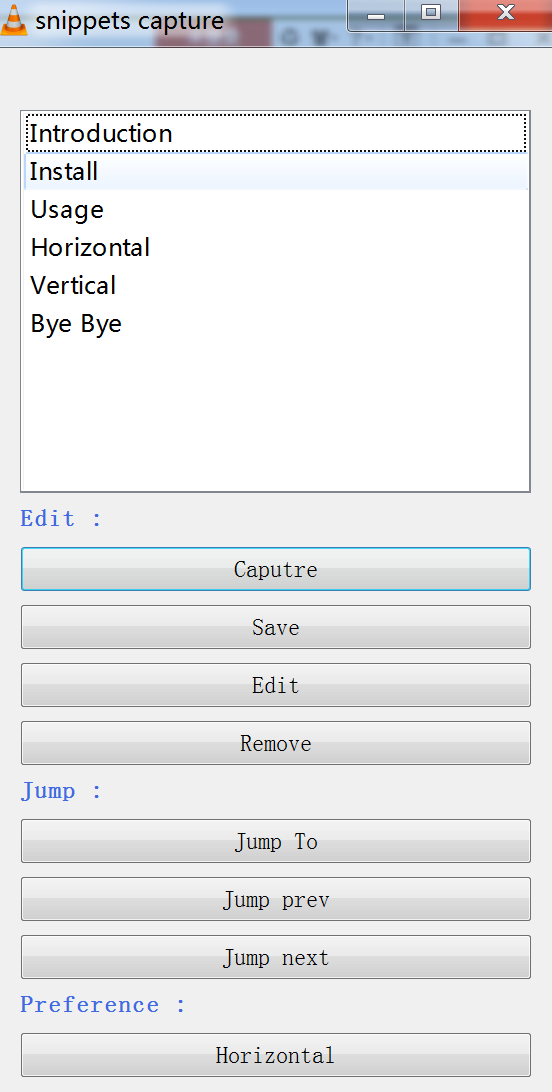 snippets capture
Introduction
Install
Usage
Horizontal
Vertical
Bye Bye
Edit :
Caputre
Save
Edit
Remove
Jump :
Jump To
Jump prev
Jump next
Preference :
Horizontal